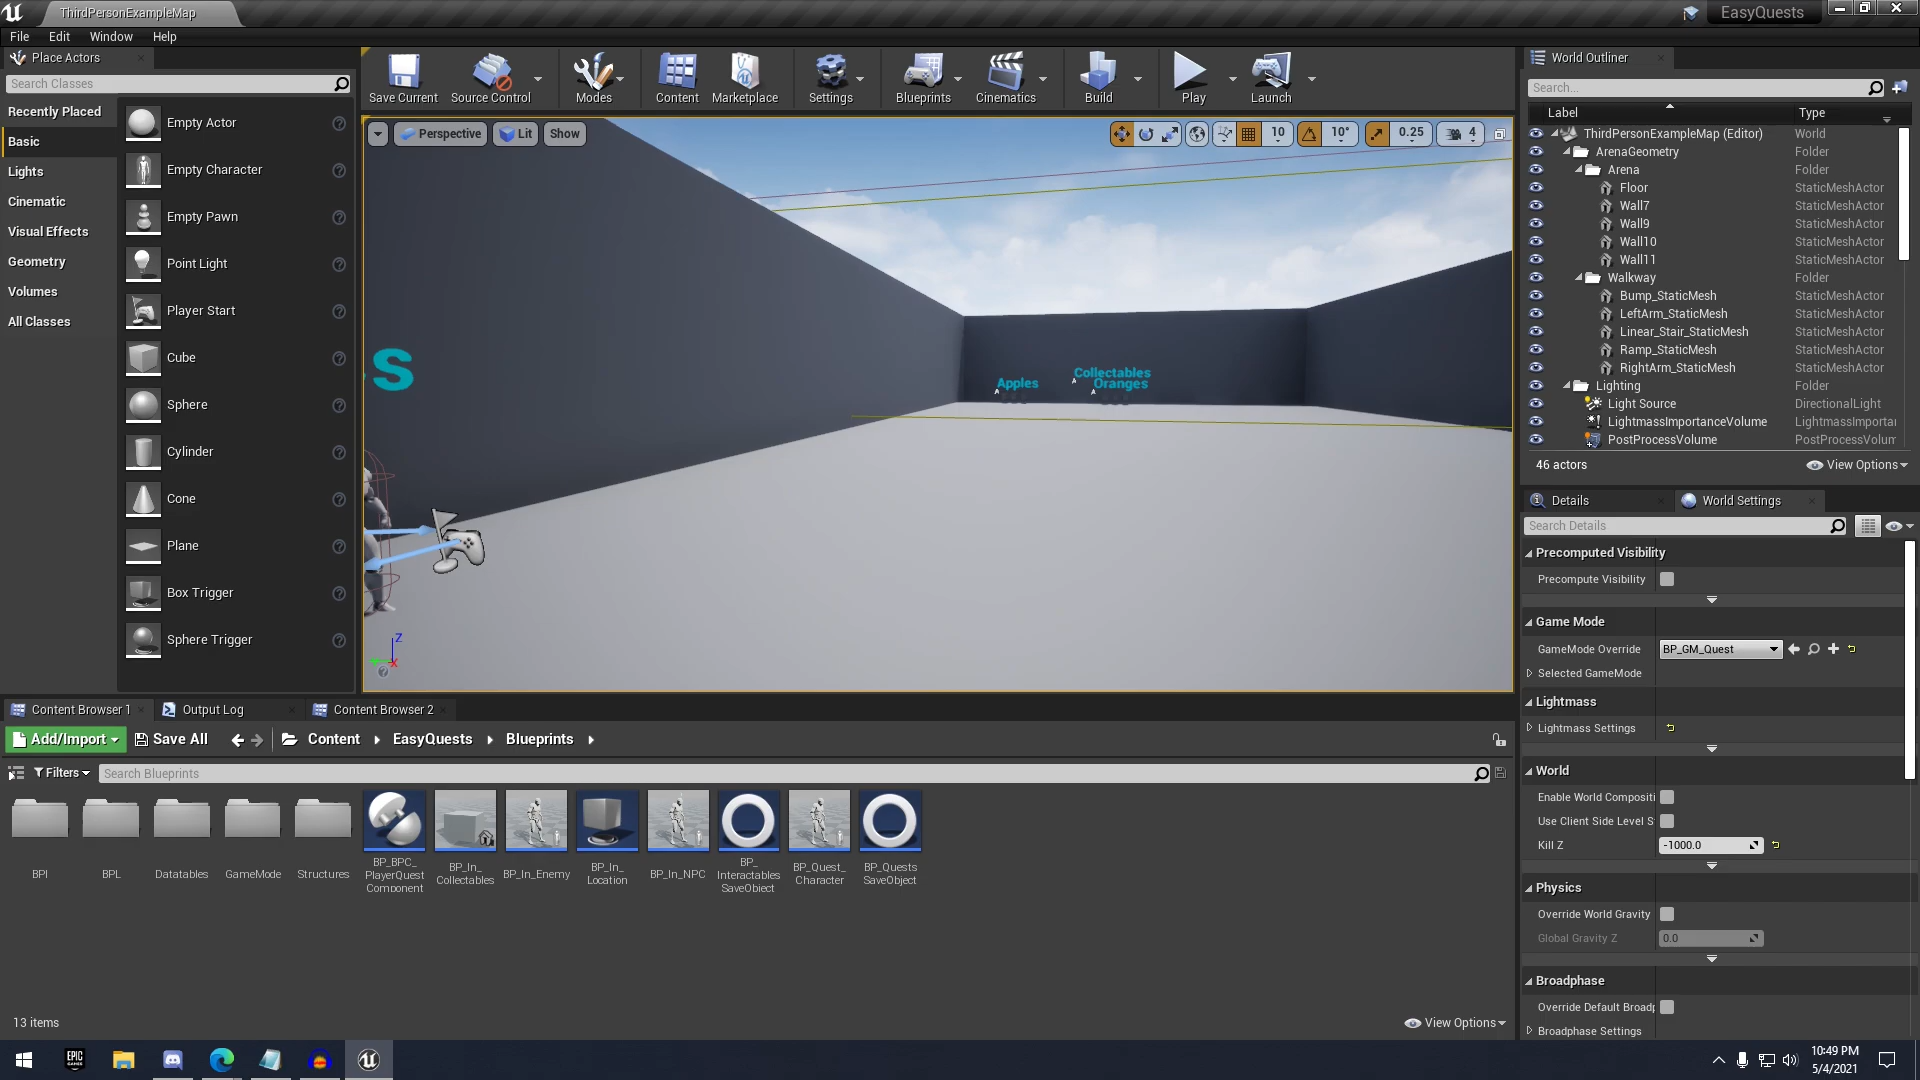 ThirdPersonExampleMap
EasyQuests
File Edit Window Help
Place Actors
Search Classes
Recently Placed
Basic
Lights
Cinematic
Visual Effects
Geometry
Volumes
All Classes
Empty Actor
Empty Character
Empty Pawn
Point Light
Player Start
Cube
Sphere
Cylinder
Cone
Plane
Box Trigger
Sphere Trigger
Save Current
Source Control
Modes
Content
Marketplace
Settings
Blueprints
Cinematics
Build
Play
Launch
Perspective Lit Show
10 10° 0.25 4
S
Apples
Collectables
Oranges
Z
World Outliner
Search...
Label Type
ThirdPersonExampleMap (Editor) World
ArenaGeometry Folder
Arena Folder
Floor StaticMeshActor
Wall7 StaticMeshActor
Wall9 StaticMeshActor
Wall10 StaticMeshActor
Wall11 StaticMeshActor
Walkway Folder
Bump_StaticMesh StaticMeshActor
LeftArm_StaticMesh StaticMeshActor
Linear_Stair_StaticMesh StaticMeshActor
Ramp_StaticMesh StaticMeshActor
RightArm_StaticMesh StaticMeshActor
Lighting Folder
Light Source DirectionalLight
LightmassImportanceVolume LightmassImporta
PostProcessVolume PostProcessVolum
46 actors
View Options
Details World Settings
Search Details
Precomputed Visibility
Precompute Visibility
Game Mode
GameMode Override BP_GM_Quest
Selected GameMode
Lightmass
Lightmass Settings
World
Enable World Compositi
Use Client Side Level S
Kill Z -1000.0
Physics
Override World Gravity
Global Gravity Z 0.0
Broadphase
Override Default Broadp
Broadphase Settings
Content Browser 1 Output Log Content Browser 2
Add/Import Save All Content EasyQuests Blueprints
Filters Search Blueprints
BPI
BPL
Datatables
GameMode
Structures
BP_BPC_
PlayerQuest
Component
BP_In_
Collectables
BP_In_Enemy
BP_In_
Location
BP_In_NPC
BP_
Interactables
SaveObject
BP_Quest_
Character
BP_Quests
SaveObject
13 items
View Options
EPIC
GAMES
10:49 PM
5/4/2021